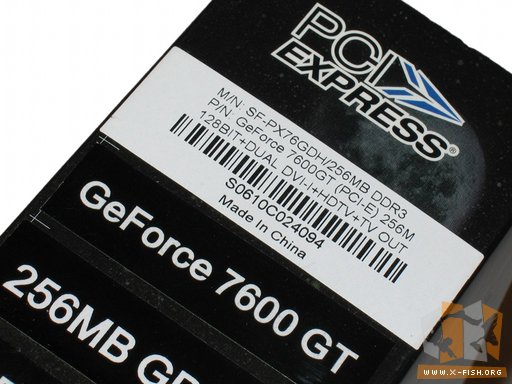 PCI
EXPRESS®
M/N: SF-PX76GDH/256MB DDR3
P/N: GeForce 7600GT (PCI-E) 256M
128BIT+DUAL DVI-I+HDTV+TV OUT
S0610C024094
Made In China
GeForce 7600 GT
256MB GD
WWW.X-FISH.ORG